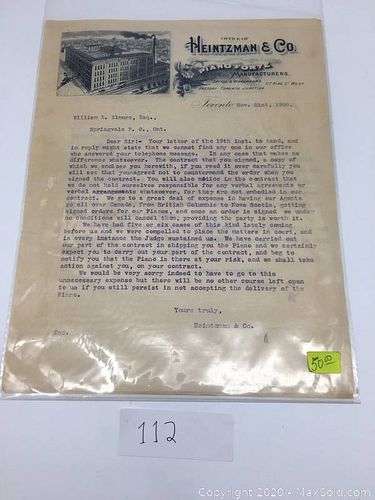 OFFICE OF
HEINTZMAN & CO.
PIANOFORTE
MANUFACTURERS.
OFFICE & WAREROOMS
117 KING ST WEST
FACTORY TORONTO JUNCTION
Toronto Nov. 22nd, 1900.
William H. Elmore, Esq.,
Springvale P. O., Ont.
Dear Sir:- Your letter of the 19th inst. to hand, and
in reply might state that we cannot find any one in our office
who answered your telephone message. In any case that makes no
difference whatsoever. The contract that you signed, a copy of
which we enclose you herewith, if you read it over carefully you
will see that you agreed not to countermand the order when you
signed the contract. You will also notice in the contract that
we do not hold ourselves responsible for any verbal agreements or
verbal arrangements whatsoever, for they are not embodied in our
contract. We go to a great deal of expense in having our Agents
go all over Canada, from British Columbia to Nova Scotia, getting
signed orders for our Pianos, and once an order is signed we under
no conditions will cancel them, providing the party is worth it.
We have had five or six cases of this kind lately coming
before us and we were compelled to place the matters in court, and
in every instance the Judge sustained us. We have carried out
our part of the contract in shipping you the Piano and we certainly
expect you to carry out your part of the contract, and beg to
notify you that the Piano is there at your risk, and we shall take
action against you, on your contract.
We would be very sorry indeed to have to go to this
unnecessary expense but there will be no other course left open
to us if you still persist in not accepting the delivery of the
Piano.
Yours truly,
Heintzman & Co.
Enc.
50.00
112
Copyright © 2020 - MaxSold.com